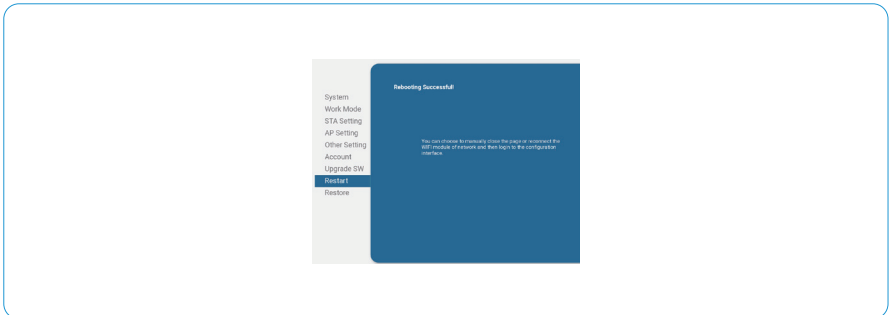 Rebooting Successfull
System
Work Mode
STA Setting
AP Setting
Other Setting
Account
Upgrade SW
Restart
Restore
You can choose to manually close the page or reconnect the
WiFi module of network and then login to the configuration
interface